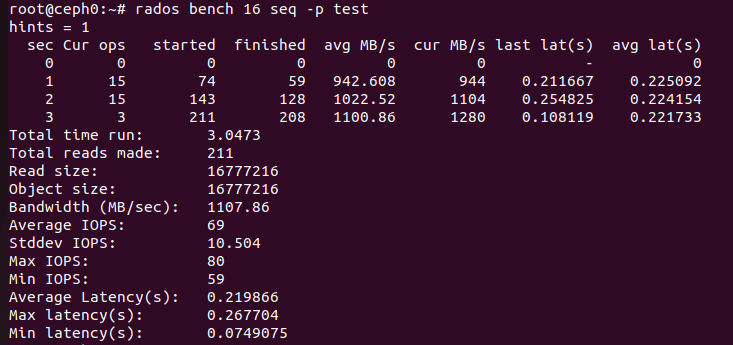 root@ceph0:~# rados bench 16 seq -p test
hints = 1
  sec Cur ops   started  finished  avg MB/s  cur MB/s last lat(s)  avg lat(s)
    0       0         0         0         0         0           -           0
    1      15        74        59   942.608       944    0.211667    0.225092
    2      15       143       128   1022.52      1104    0.254825    0.224154
    3       3       211       208   1100.86      1280    0.108119    0.221733
Total time run:       3.0473
Total reads made:     211
Read size:            16777216
Object size:          16777216
Bandwidth (MB/sec):   1107.86
Average IOPS:         69
Stddev IOPS:          10.504
Max IOPS:             80
Min IOPS:             59
Average Latency(s):   0.219866
Max latency(s):       0.267704
Min latency(s):       0.0749075